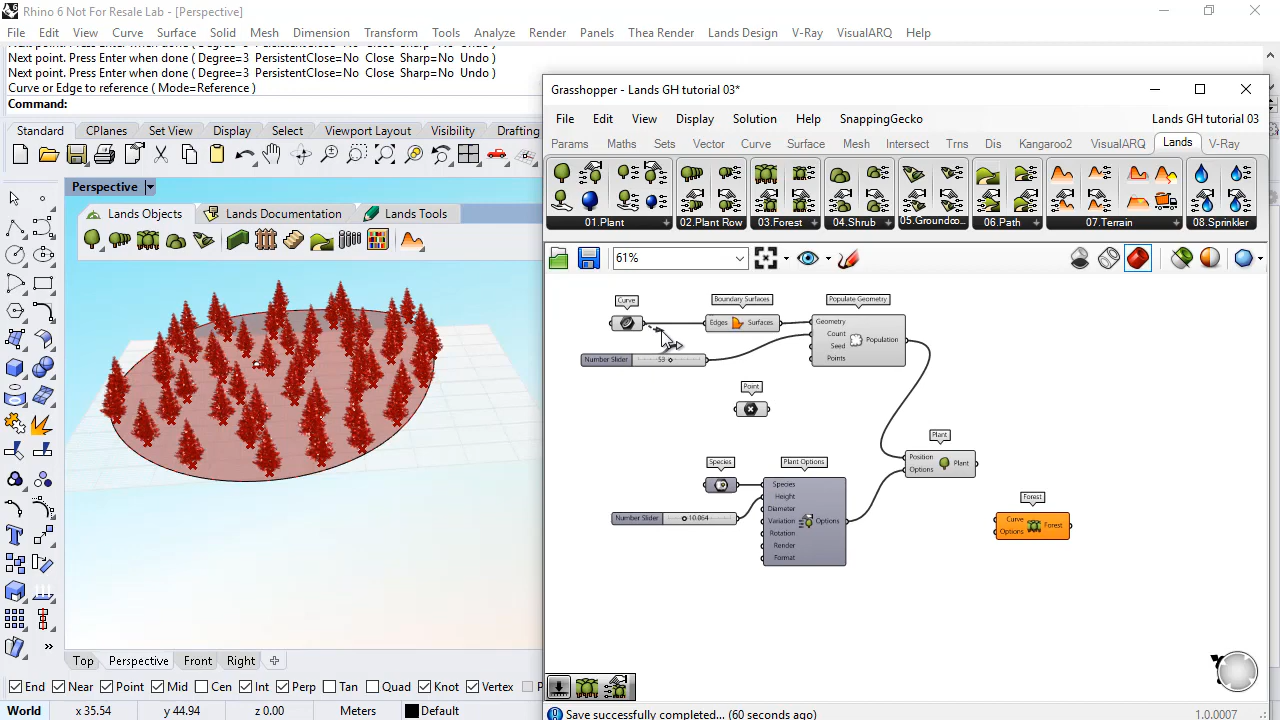 Rhino 6 Not For Resale Lab - [Perspective]
File Edit View Curve Surface Solid Mesh Dimension Transform Tools Analyze Render Panels Thea Render Lands Design V-Ray VisualARQ Help
Next point. Press Enter when done ( Degree=3 PersistentClose=No Close Sharp=No Undo )
Next point. Press Enter when done ( Degree=3 PersistentClose=No Close Sharp=No Undo )
Curve or Edge to reference ( Mode=Reference )
Command:
Standard CPlanes Set View Display Select Viewport Layout Visibility Drafting
Perspective
Lands Objects Lands Documentation Lands Tools
Top Perspective Front Right
End Near Point Mid Cen Int Perp Tan Quad Knot Vertex
World x 35.54 y 44.94 z 0.00 Meters Default
Grasshopper - Lands GH tutorial 03*
File Edit View Display Solution Help SnappingGecko Lands GH tutorial 03
Params Maths Sets Vector Curve Surface Mesh Intersect Trns Dis Kangaroo2 VisualARQ Lands V-Ray
01.Plant 02.Plant Row 03.Forest 04.Shrub 05.Groundco... 06.Path 07.Terrain 08.Sprinkler
61%
Curve Boundary Surfaces Populate Geometry
Edges Surfaces
Geometry
Count
Seed
Points
Population
Number Slider 53
Point
Plant
Position
Options
Plant
Species Plant Options
Species
Height
Diameter
Variation
Rotation
Render
Format
Options
Number Slider 10.064
Forest
Curve
Options
Forest
Save successfully completed... (60 seconds ago) 1.0.0007